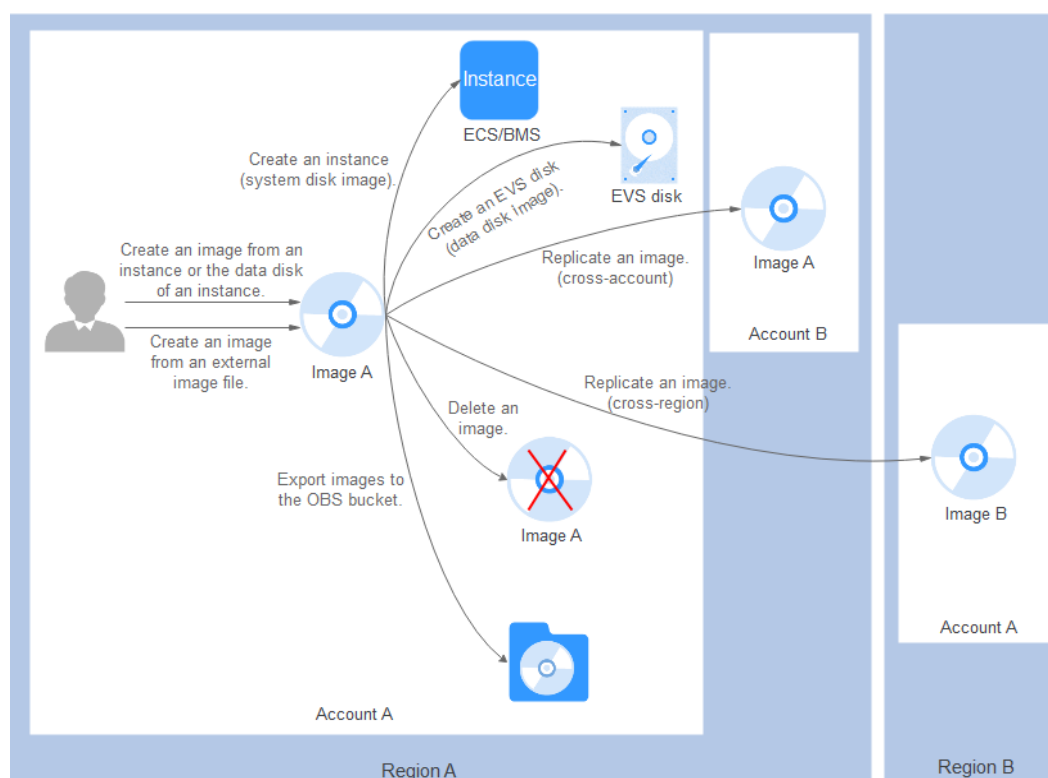 Instance
ECS/BMS
Create an instance
(system disk image).
Create an EVS disk
(data disk image).
EVS disk
Image A
Replicate an image.
(cross-account)
Account B
Create an image from an
instance or the data disk
of an instance.
Create an image
from an external
image file.
Image A
Replicate an image.
(cross-region)
Delete an
image.
Image A
Export images to
the OBS bucket.
Image B
Account A
Account A
Region A
Region B